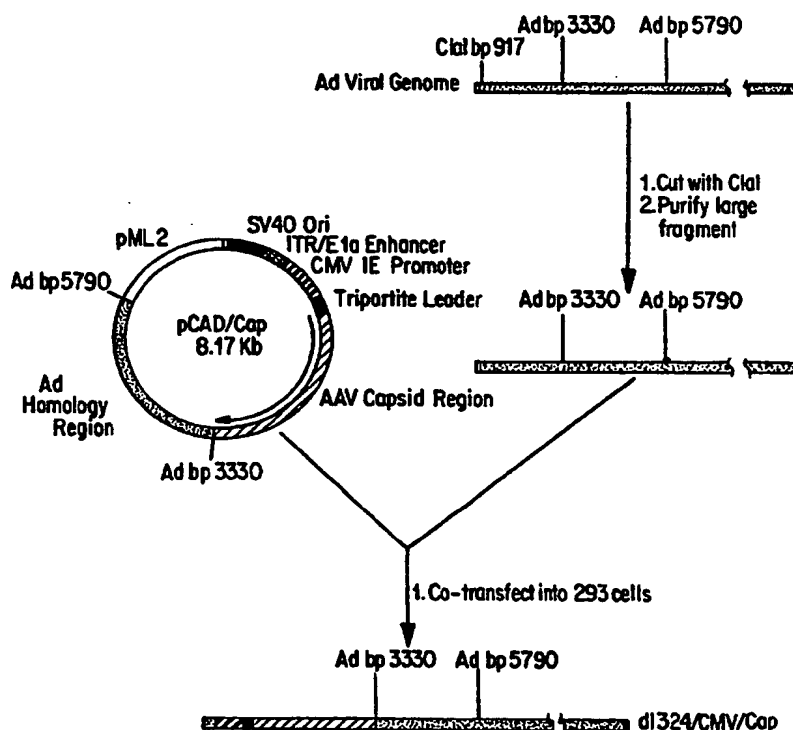 Ad bp 3330
Ad bp 5790
ClaI bp 917
Ad Viral Genome
1. Cut with ClaI
2. Purify large
fragment
SV40 Ori
ITR/E1a Enhancer
CMV IE Promoter
Tripartite Leader
pML2
Ad bp 5790
pCAD/Cap
8.17 Kb
Ad
Homology
Region
AAV Capsid Region
Ad bp 3330
Ad bp 3330
Ad bp 5790
1. Co-transfect into 293 cells
Ad bp 3330
Ad bp 5790
dl324/CMV/Cap